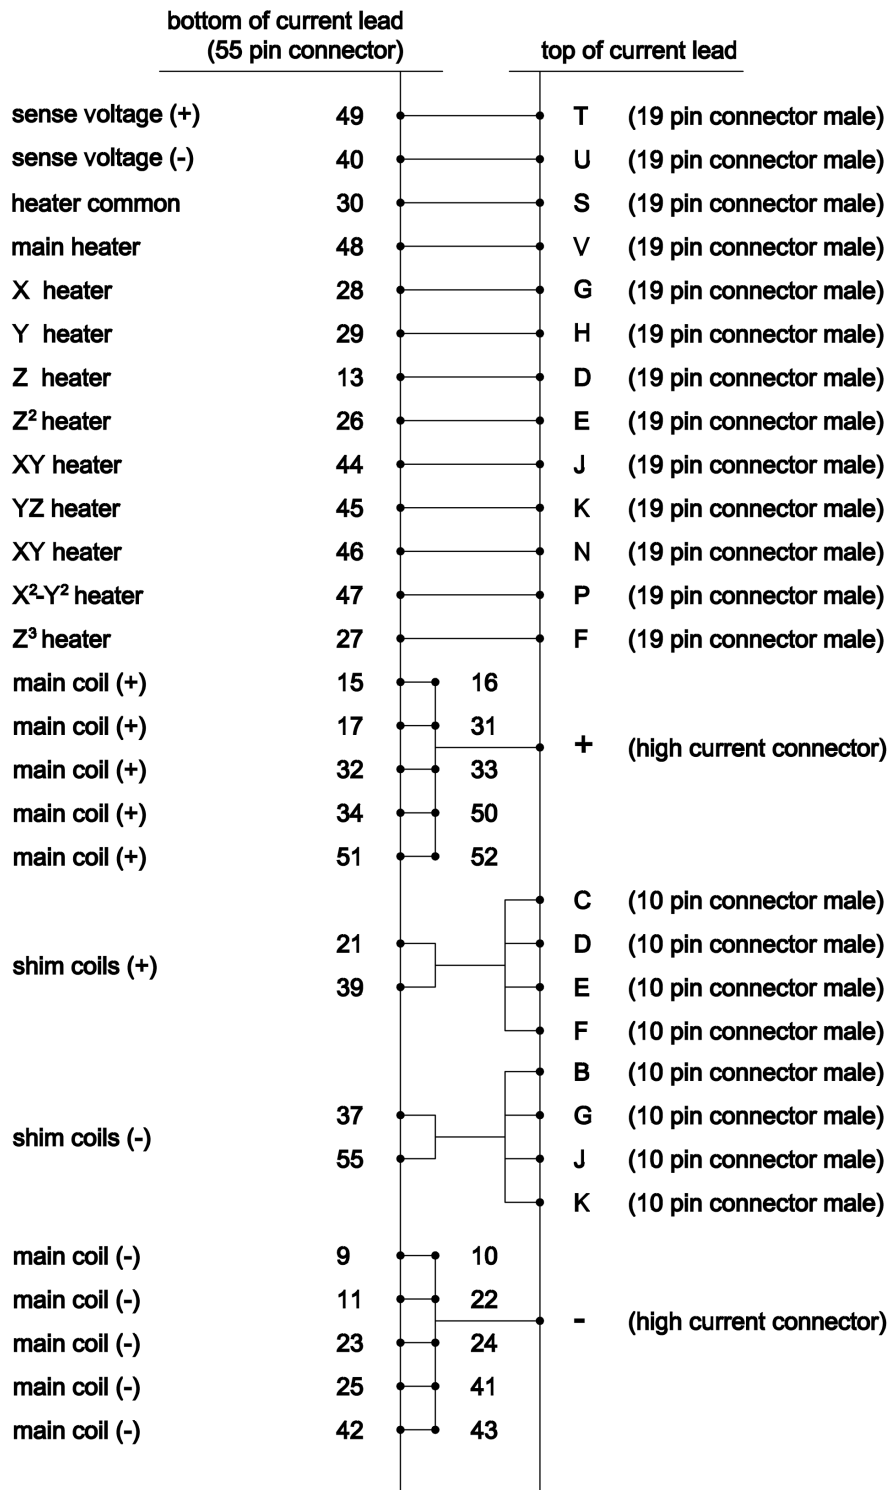 bottom of current lead
(55 pin connector) top of current lead
sense voltage (+) 49 T (19 pin connector male)
sense voltage (-) 40 U (19 pin connector male)
heater common 30 S (19 pin connector male)
main heater 48 V (19 pin connector male)
X heater 28 G (19 pin connector male)
Y heater 29 H (19 pin connector male)
Z heater 13 D (19 pin connector male)
Z² heater 26 E (19 pin connector male)
XY heater 44 J (19 pin connector male)
YZ heater 45 K (19 pin connector male)
XY heater 46 N (19 pin connector male)
X²-Y² heater 47 P (19 pin connector male)
Z³ heater 27 F (19 pin connector male)
main coil (+) 15 16
main coil (+) 17 31
+ (high current connector)
main coil (+) 32 33
main coil (+) 34 50
main coil (+) 51 52
C (10 pin connector male)
21 D (10 pin connector male)
shim coils (+)
39 E (10 pin connector male)
F (10 pin connector male)
B (10 pin connector male)
37 G (10 pin connector male)
shim coils (-)
55 J (10 pin connector male)
K (10 pin connector male)
main coil (-) 9 10
main coil (-) 11 22
- (high current connector)
main coil (-) 23 24
main coil (-) 25 41
main coil (-) 42 43